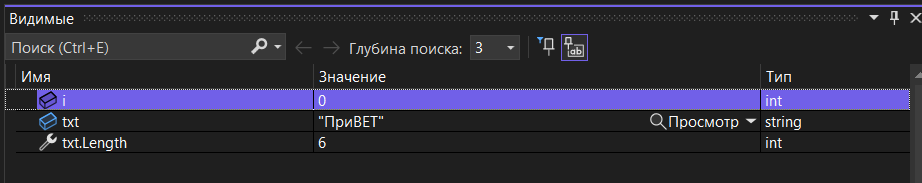 Видимые
Поиск (Ctrl+E) Глубина поиска: 3
Имя Значение Тип
i 0 int
txt "ПриВЕТ" Просмотр string
txt.Length 6 int